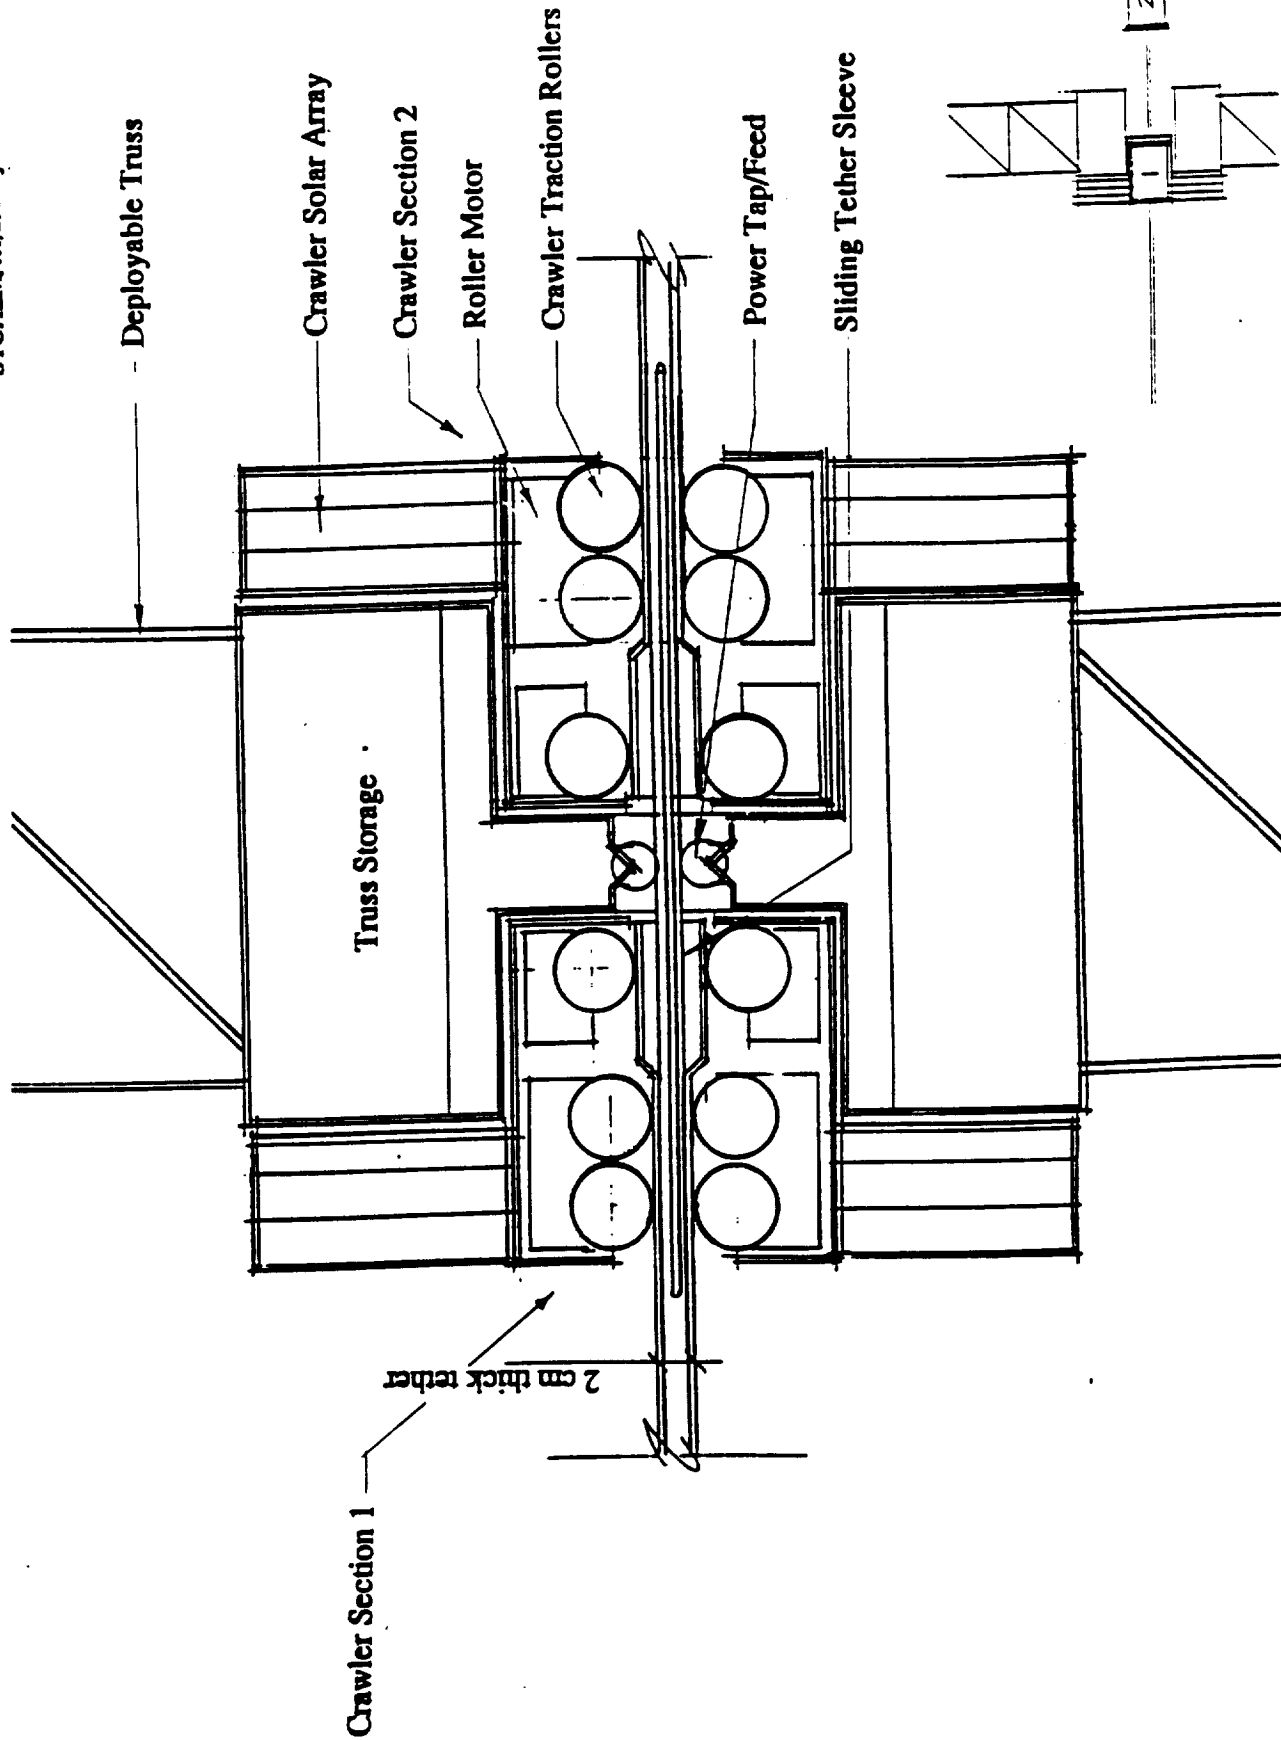 Deployable Truss
Crawler Solar Array
Crawler Section 2
Roller Motor
Crawler Traction Rollers
Power Tap/Feed
Sliding Tether Sleeve
Truss Storage
2 cm thick tether
Crawler Section 1